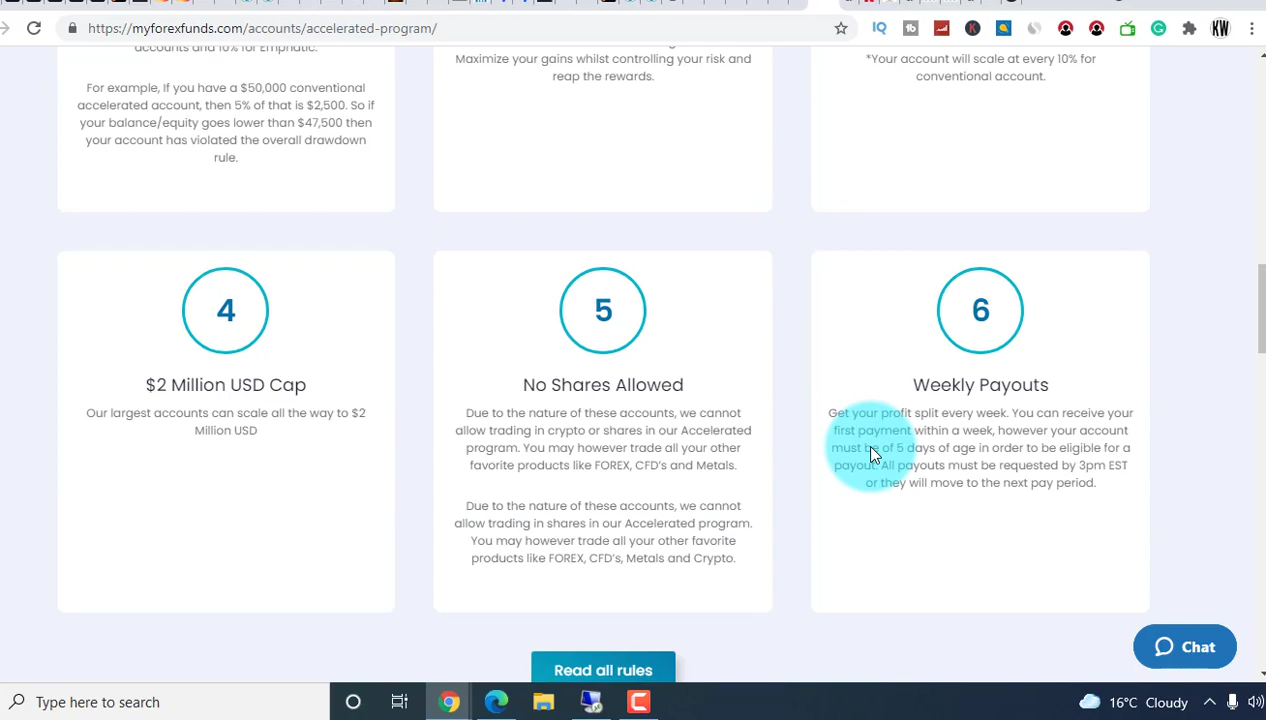 https://myforexfunds.com/accounts/accelerated-program/
IQ
K
KW
accounts and 10% for Emphatic.
For example, If you have a $50,000 conventional
accelerated account, then 5% of that is $2,500. So if
your balance/equity goes lower than $47,500 then
your account has violated the overall drawdown
rule.
Maximize your gains whilst controlling your risk and
reap the rewards.
*Your account will scale at every 10% for
conventional account.
4
$2 Million USD Cap
Our largest accounts can scale all the way to $2
Million USD
5
No Shares Allowed
Due to the nature of these accounts, we cannot
allow trading in crypto or shares in our Accelerated
program. You may however trade all your other
favorite products like FOREX, CFD's and Metals.
Due to the nature of these accounts, we cannot
allow trading in shares in our Accelerated program.
You may however trade all your other favorite
products like FOREX, CFD's, Metals and Crypto.
6
Weekly Payouts
Get your profit split every week. You can receive your
first payment within a week, however your account
must be of 5 days of age in order to be eligible for a
payout. All payouts must be requested by 3pm EST
or they will move to the next pay period.
Read all rules
Chat
Type here to search
16°C Cloudy